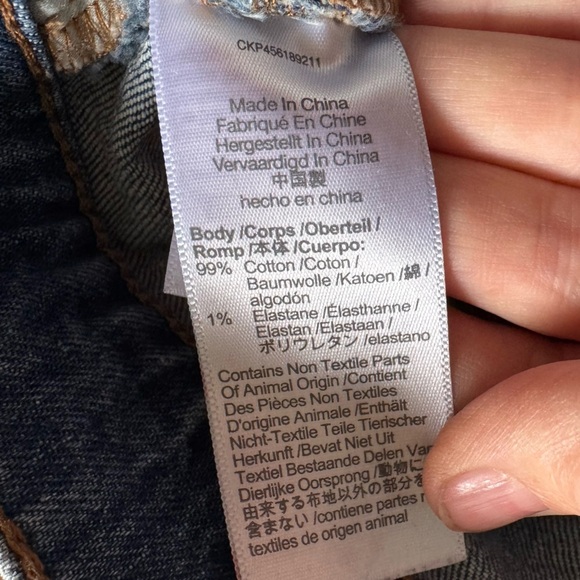 CKP456189211
Made In China
Fabriqué En Chine
Hergestellt In China
Vervaardigd In China
中国製
hecho en china
Body /Corps /Oberteil /
Romp /本体 /Cuerpo:
99% Cotton /Coton /
Baumwolle /Katoen /綿 /
algodón
1% Elastane /Élasthanne /
Elastan /Elastaan /
ポリウレタン /elastano
Contains Non Textile Parts
Of Animal Origin /Contient
Des Pièces Non Textiles
D'origine Animale /Enthält
Nicht-Textile Teile Tierischer
Herkunft /Bevat Niet Uit
Textiel Bestaande Delen Van
Dierlijke Oorsprong /動物に
由来する布地以外の部分を
含まない /contiene partes
textiles de origen animal